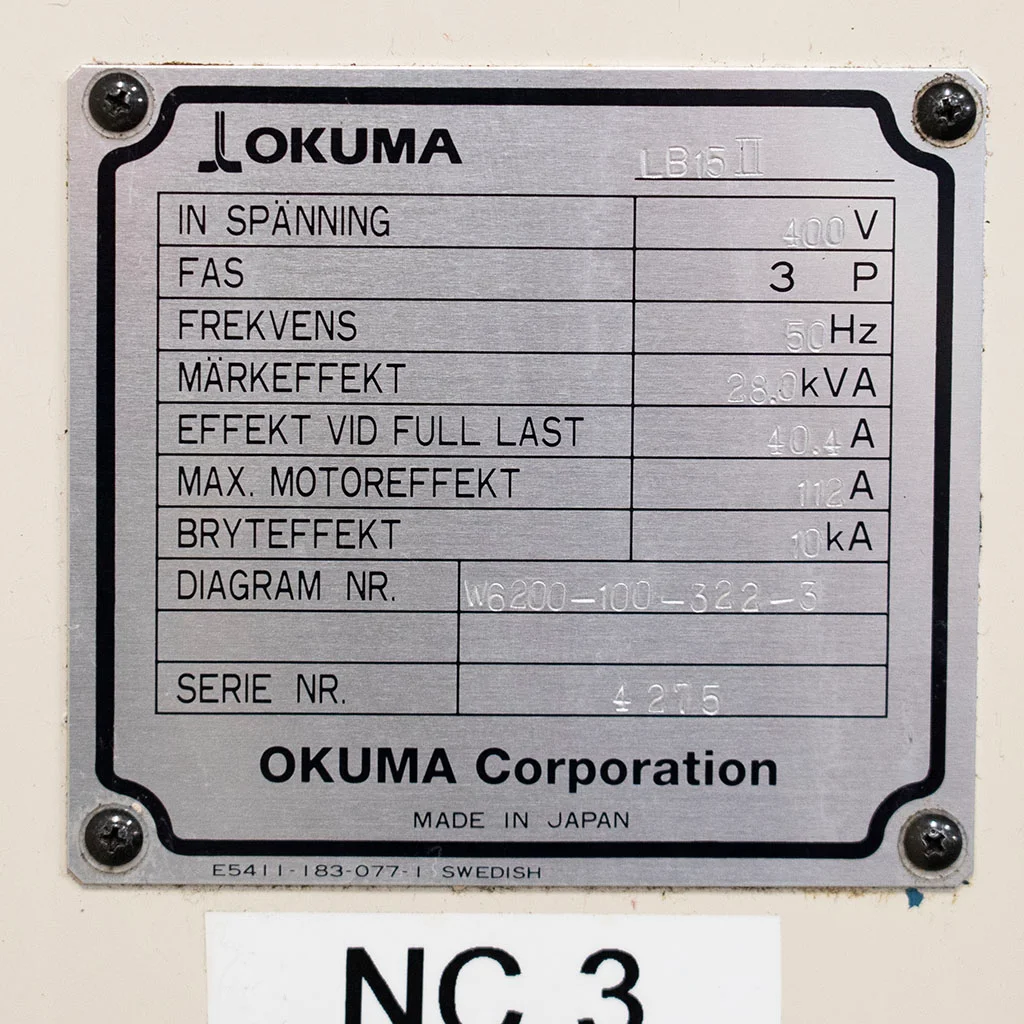 OKUMA LB15 II
IN SPÄNNING 400 V
FAS 3 P
FREKVENS 50 Hz
MÄRKEFFEKT 28.0 kVA
EFFEKT VID FULL LAST 40.4 A
MAX. MOTOREFFEKT 112 A
BRYTEFFEKT 10 kA
DIAGRAM NR. W6200-100-322-3
SERIE NR. 4275
OKUMA Corporation
MADE IN JAPAN
E5411-183-077-1 SWEDISH
NC 3